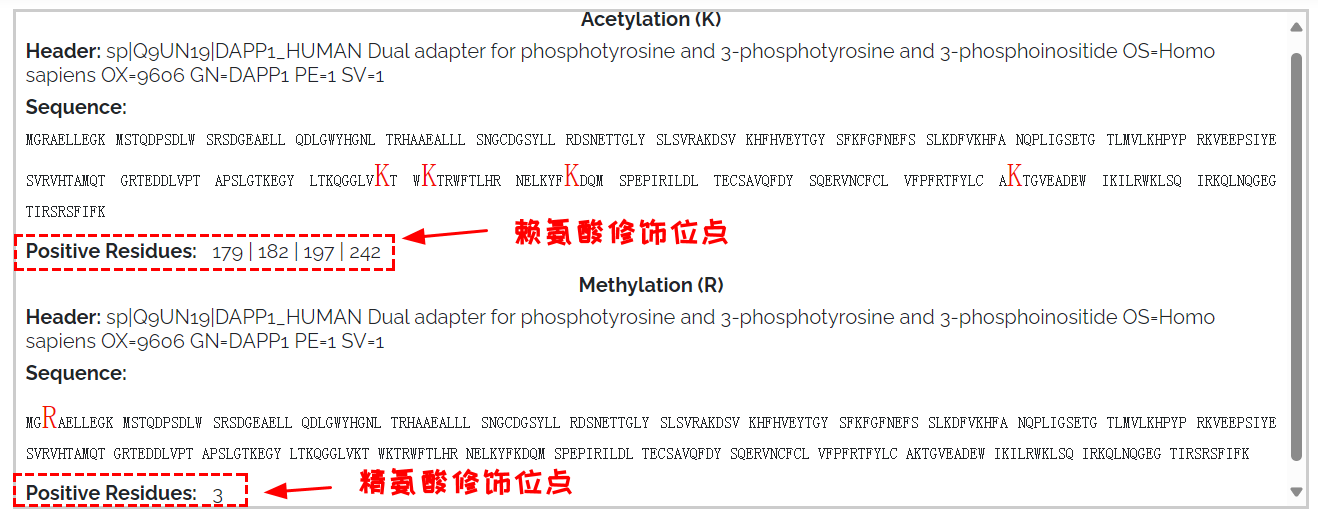 Acetylation (K)
Header: sp|Q9UN19|DAPP1_HUMAN Dual adapter for phosphotyrosine and 3-phosphotyrosine and 3-phosphoinositide OS=Homo
sapiens OX=9606 GN=DAPP1 PE=1 SV=1
Sequence:
MGRAELLEGK MSTQDPSDLW SRSDGEAELL QDLGWYHGNL TRHAAEALLL SNGCDGSYLL RDSNETTGLY SLSVRAKDSV KHFHVEYTGY SFKFGFNEFS SLKDFVKHFA NQPLIGSETG TLMVLKHPYP RKVEEPSIYE
SVRVHTAMQT GRTEDDLVPT APSLGTKEGY LTKQGGLVKT WKTRWFTLHR NELKYFKDQM SPEPIRILDL TECSAVQFDY SQERVNCFCL VFPFRTFYLC AKTGVEADEW IKILRWKLSQ IRKQLNQGEG
TIRSRSFIFK
Positive Residues: 179 | 182 | 197 | 242
赖氨酸修饰位点
Methylation (R)
Header: sp|Q9UN19|DAPP1_HUMAN Dual adapter for phosphotyrosine and 3-phosphotyrosine and 3-phosphoinositide OS=Homo
sapiens OX=9606 GN=DAPP1 PE=1 SV=1
Sequence:
MGRAELLEGK MSTQDPSDLW SRSDGEAELL QDLGWYHGNL TRHAAEALLL SNGCDGSYLL RDSNETTGLY SLSVRAKDSV KHFHVEYTGY SFKFGFNEFS SLKDFVKHFA NQPLIGSETG TLMVLKHPYP RKVEEPSIYE
SVRVHTAMQT GRTEDDLVPT APSLGTKEGY LTKQGGLVKT WKTRWFTLHR NELKYFKDQM SPEPIRILDL TECSAVQFDY SQERVNCFCL VFPFRTFYLC AKTGVEADEW IKILRWKLSQ IRKQLNQGEG TIRSRSFIFK
Positive Residues: 3
精氨酸修饰位点